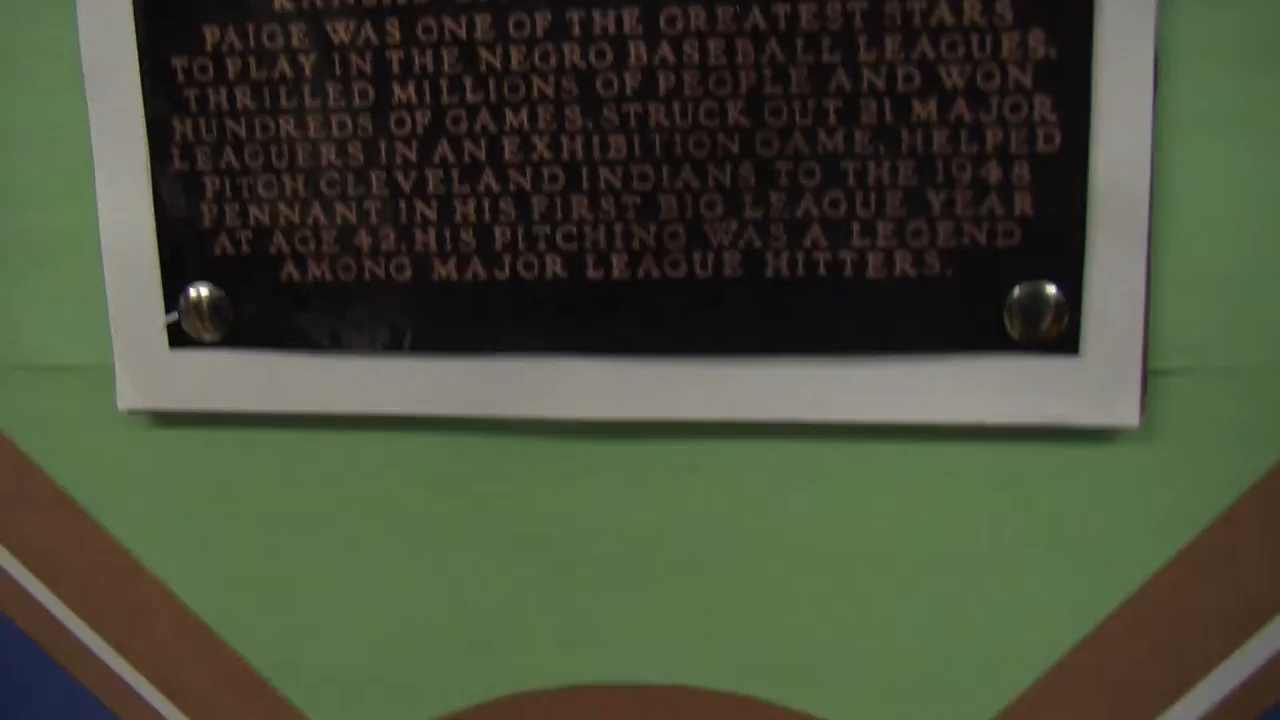 PAIGE WAS ONE OF THE GREATEST STARS
TO PLAY IN THE NEGRO BASEBALL LEAGUES.
THRILLED MILLIONS OF PEOPLE AND WON
HUNDREDS OF GAMES. STRUCK OUT 21 MAJOR
LEAGUERS IN AN EXHIBITION GAME. HELPED
PITCH CLEVELAND INDIANS TO THE 1948
PENNANT IN HIS FIRST BIG LEAGUE YEAR
AT AGE 42. HIS PITCHING WAS A LEGEND
AMONG MAJOR LEAGUE HITTERS.